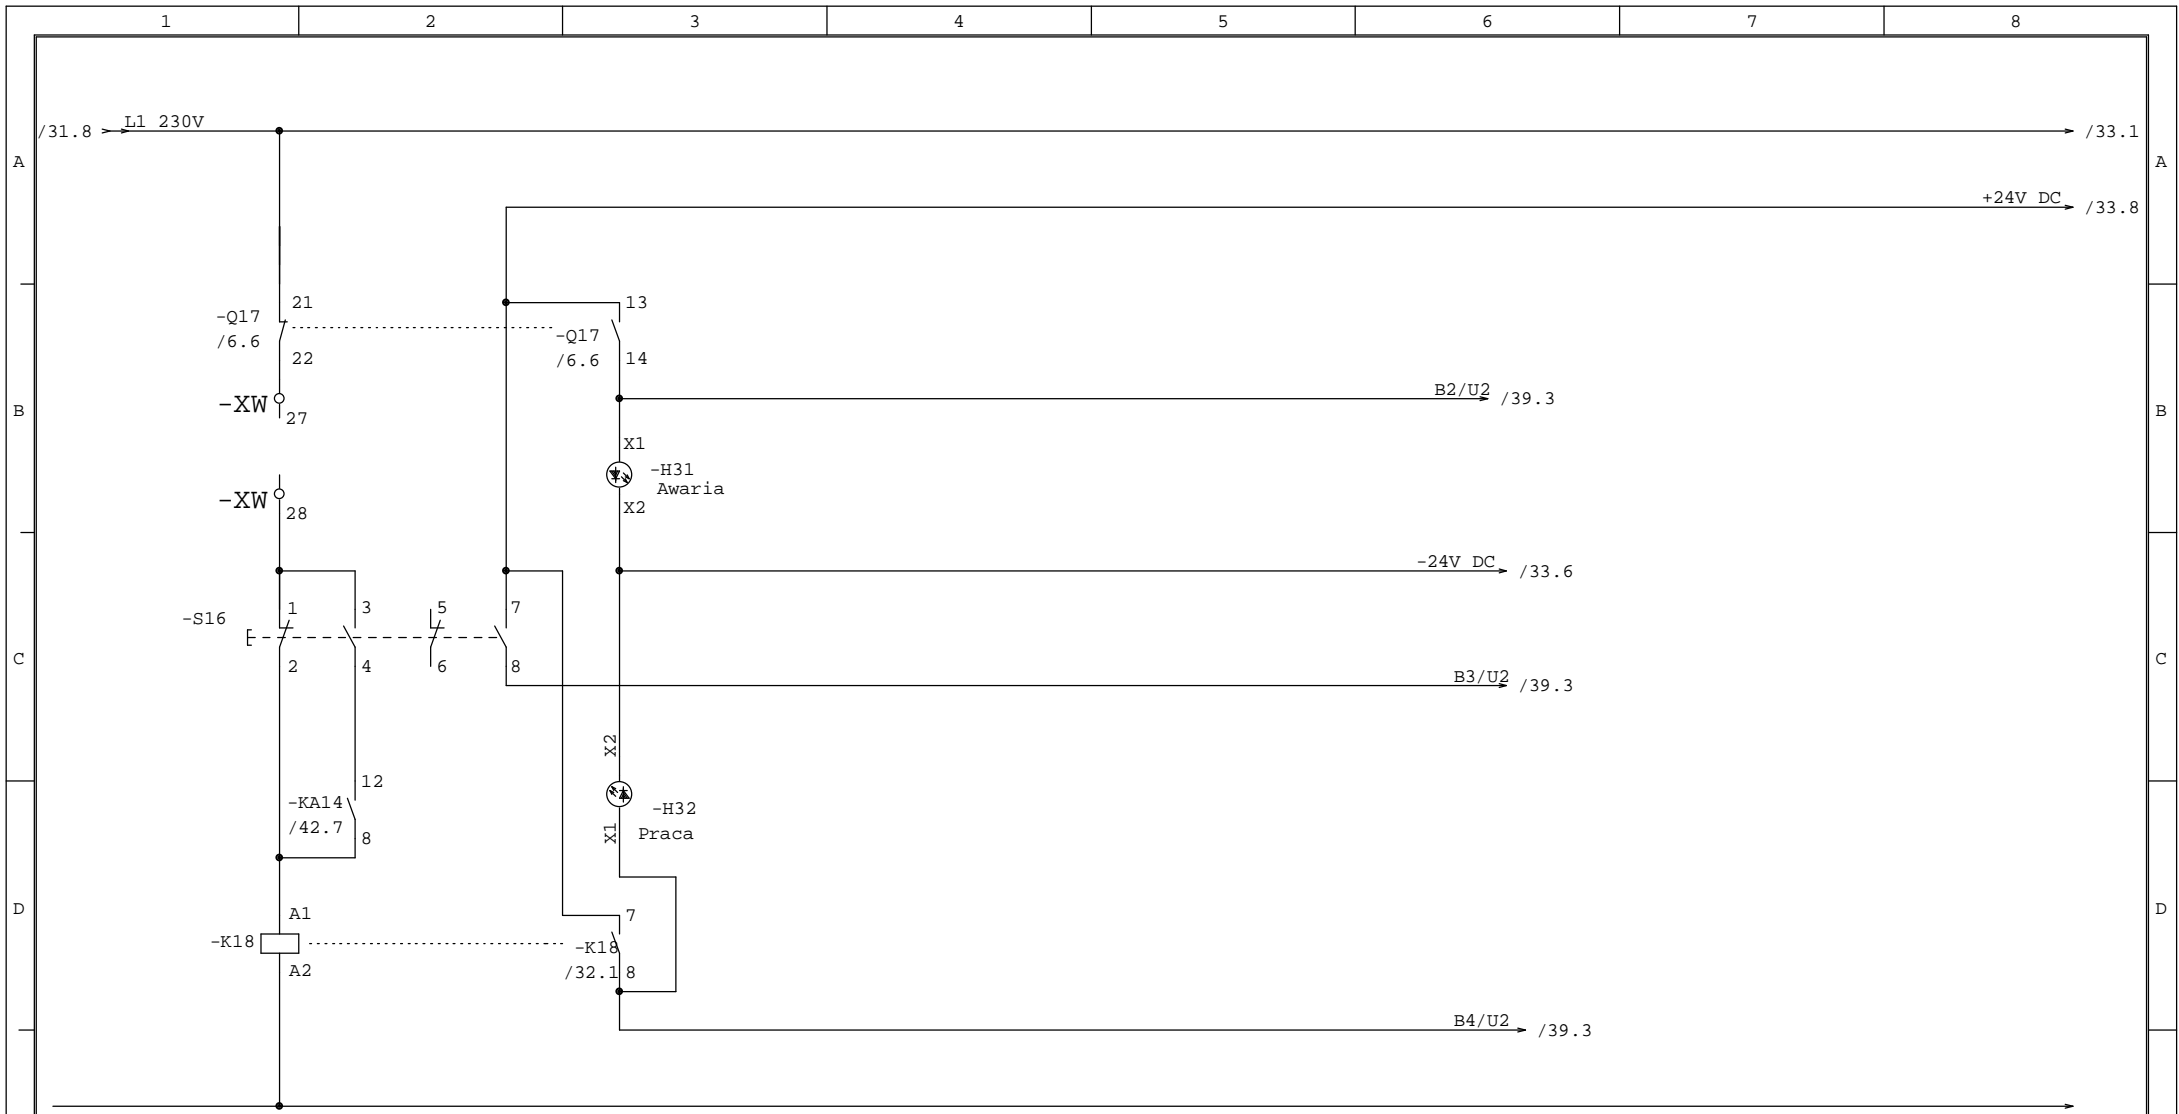 1 2 3 4 5 6 7 8
/31.8 L1 230V /33.1
A A
+24V DC /33.8
21 13
-Q17 -Q17
/6.6 /6.6
22 14
B2/U2 /39.3
B -XW B
27
X1
-H31
Awaria
-XW X2
28
-24V DC /33.6
1 3 5 7
-S16
C C
2 4 6 8
B3/U2 /39.3
X2
12
-KA14 -H32
/42.7 Praca
8 X1
D D
A1 7
-K18 -K18
A2 /32.1 8
B4/U2 /39.3